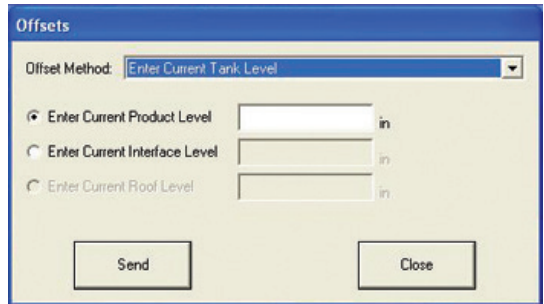 Offsets
Offset Method: Enter Current Tank Level
Enter Current Product Level in
Enter Current Interface Level in
Enter Current Roof Level in
Send Close